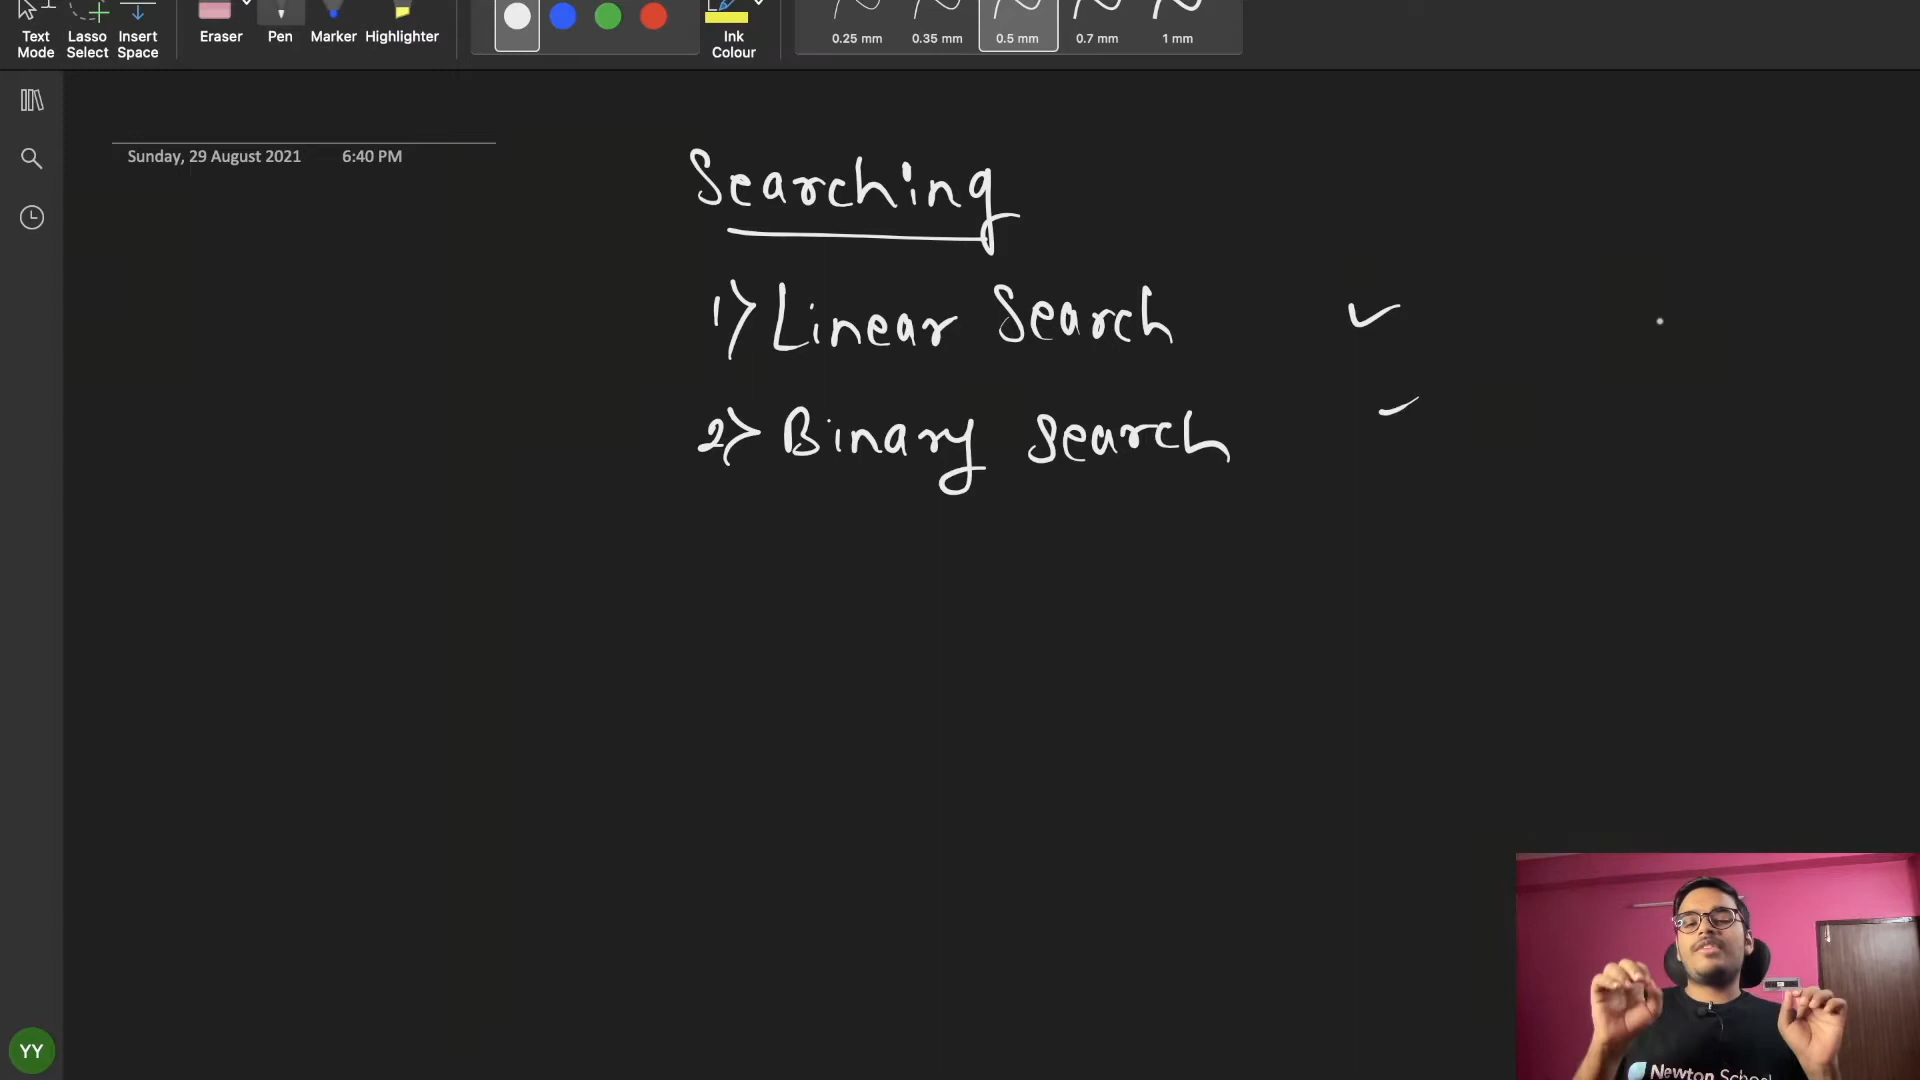 Text Mode
Lasso Select
Insert Space
Eraser
Pen
Marker
Highlighter
Ink Colour
0.25 mm
0.35 mm
0.5 mm
0.7 mm
1 mm
Sunday, 29 August 2021 6:40 PM
Searching
1) Linear Search
2) Binary Search
YY
Newton School